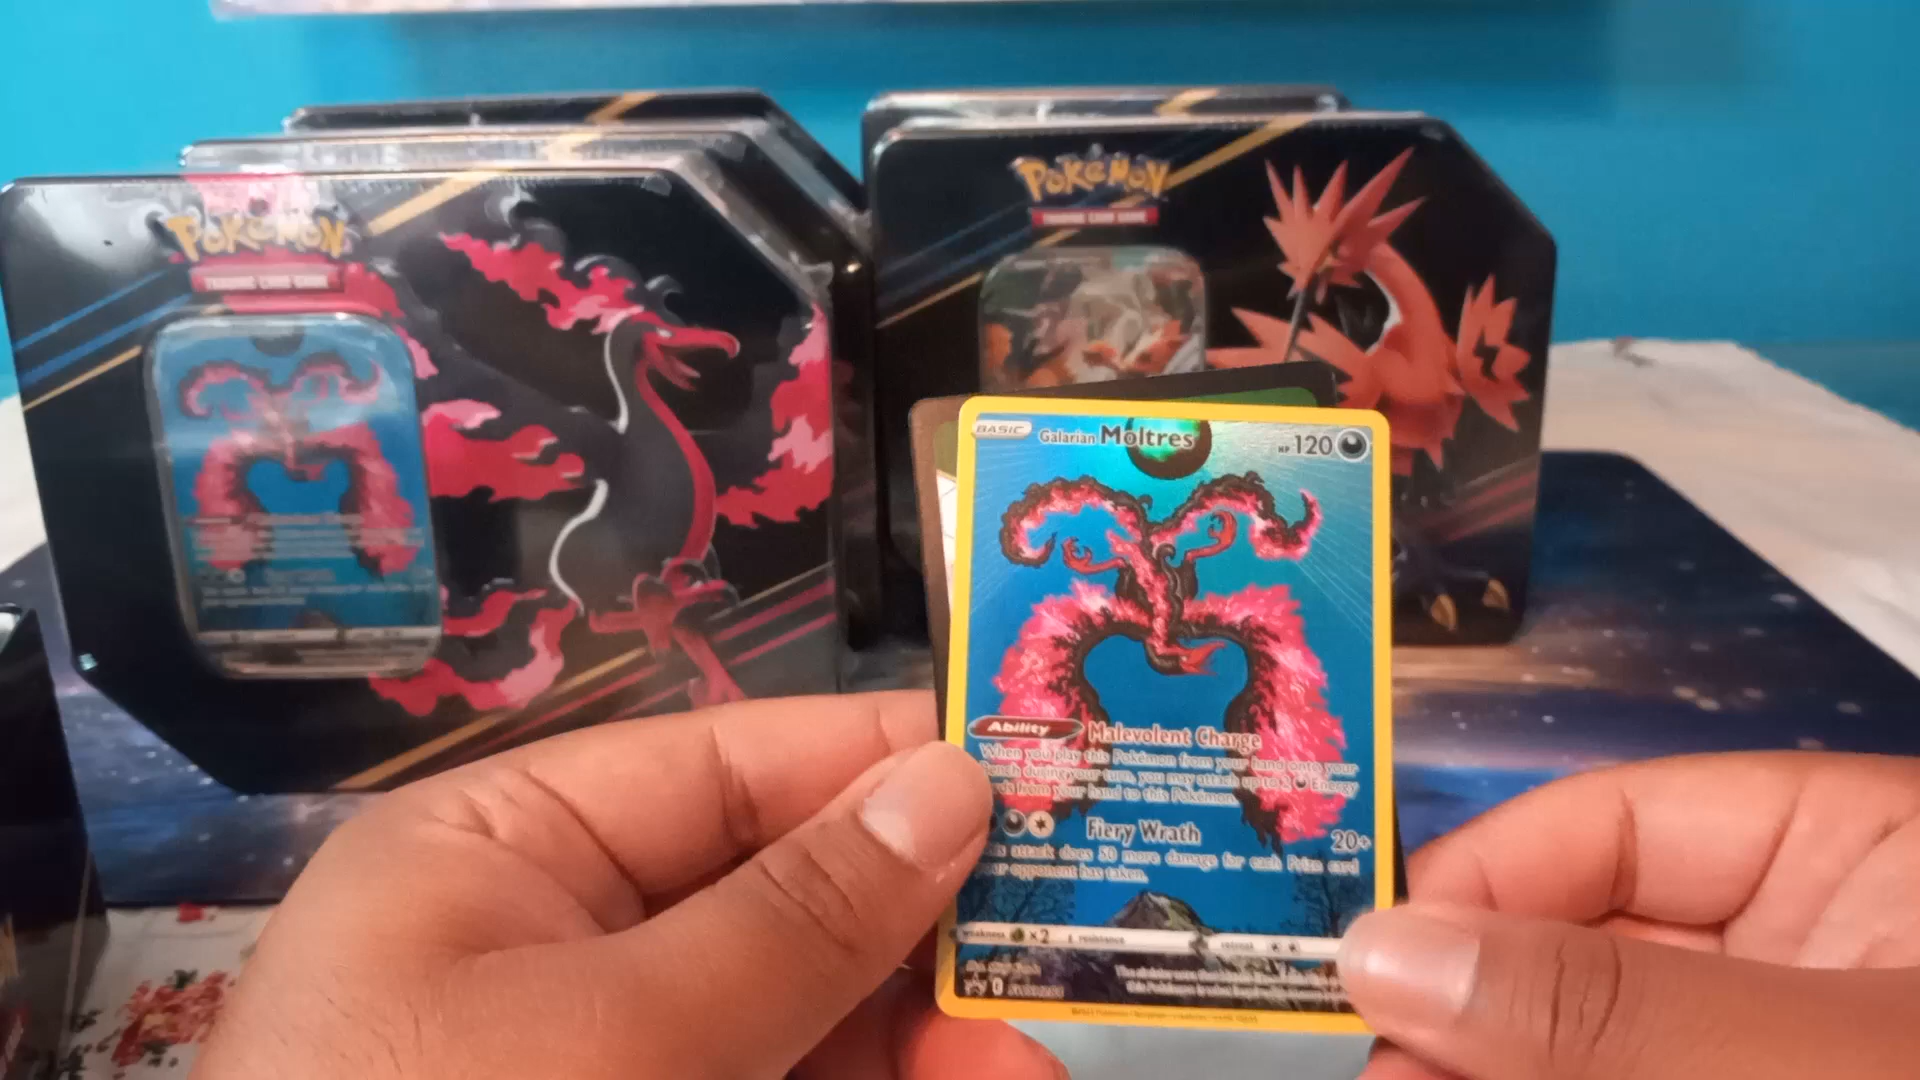 POKéMON
TRADING CARD GAME
POKéMON
TRADING CARD GAME
BASIC
Galarian Moltres
HP 120
Ability Malevolent Charge
When you play this Pokémon from your hand onto your
Bench during your turn, you may attach up to 2 Energy
ds from your hand to this Pokémon.
Fiery Wrath 20+
s attack does 50 more damage for each Prize card
ur opponent has taken.
weakness ×2 resistance retreat